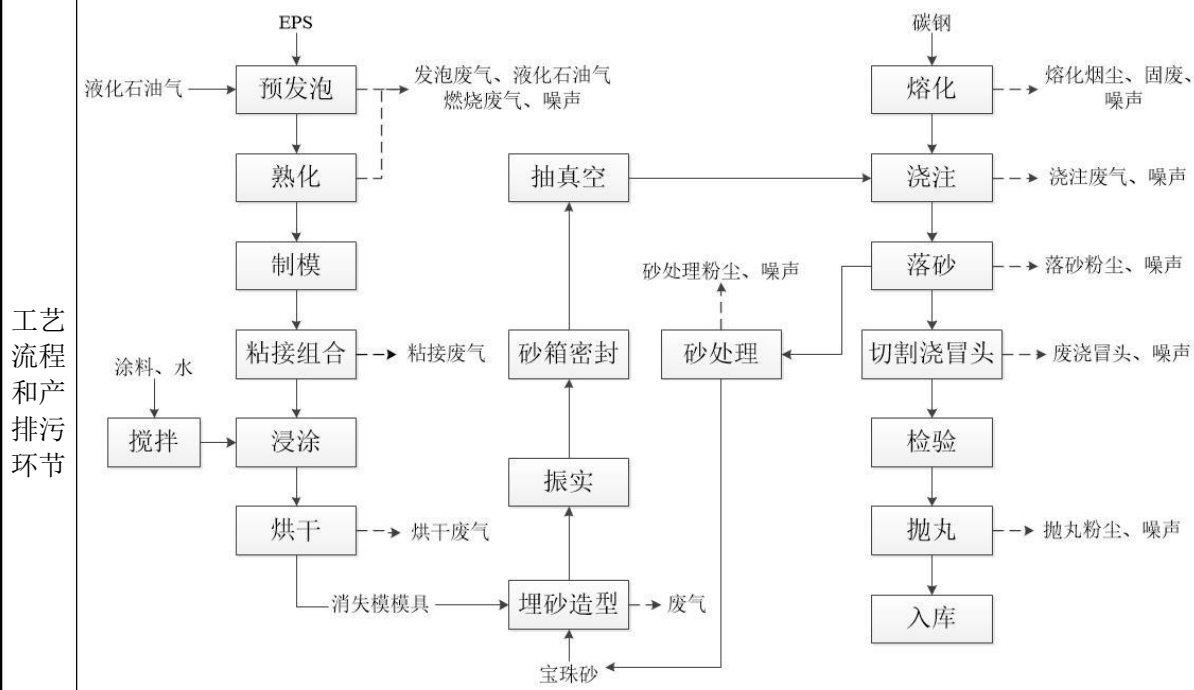 工艺
流程
和产
排污
环节
EPS
液化石油气
预发泡
发泡废气、液化石油气
燃烧废气、噪声
熟化
制模
粘接组合
粘接废气
涂料、水
搅拌
浸涂
烘干
烘干废气
消失模模具
抽真空
砂箱密封
振实
埋砂造型
废气
宝珠砂
砂处理粉尘、噪声
砂处理
碳钢
熔化
熔化烟尘、固废、
噪声
浇注
浇注废气、噪声
落砂
落砂粉尘、噪声
切割浇冒头
废浇冒头、噪声
检验
抛丸
抛丸粉尘、噪声
入库